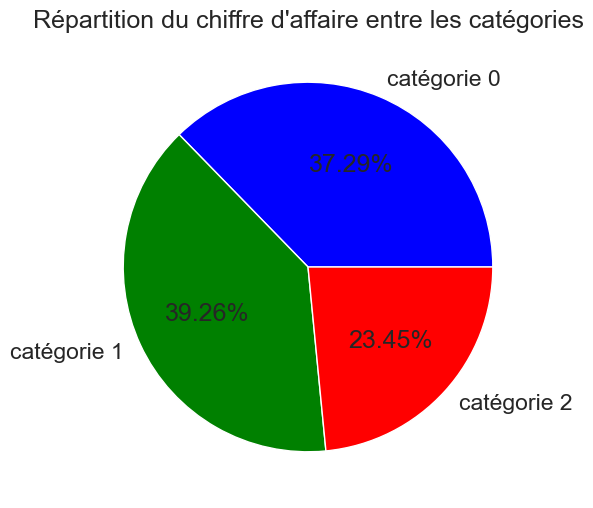 Répartition du chiffre d'affaire entre les catégories
catégorie 0
37.29%
39.26%
23.45%
catégorie 1
catégorie 2